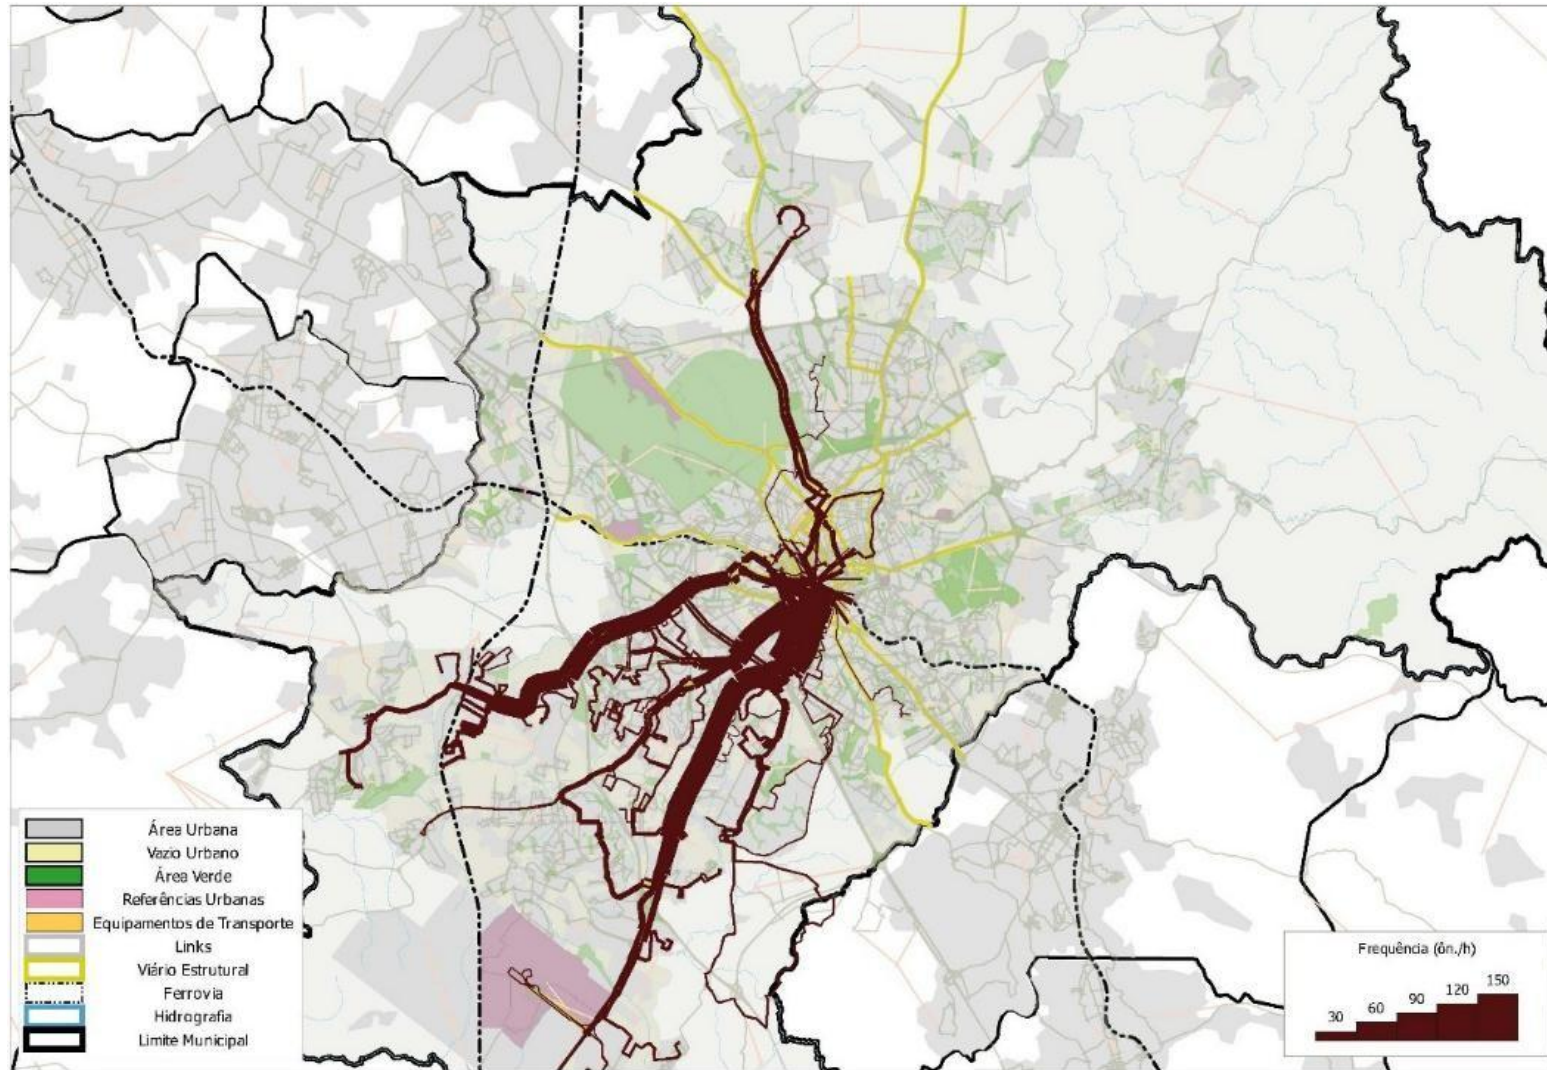 Área Urbana
Vazio Urbano
Área Verde
Referências Urbanas
Equipamentos de Transporte
Links
Viário Estrutural
Ferrovia
Hidrografia
Limite Municipal
Frequência (ôn./h)
30 60 90 120 150